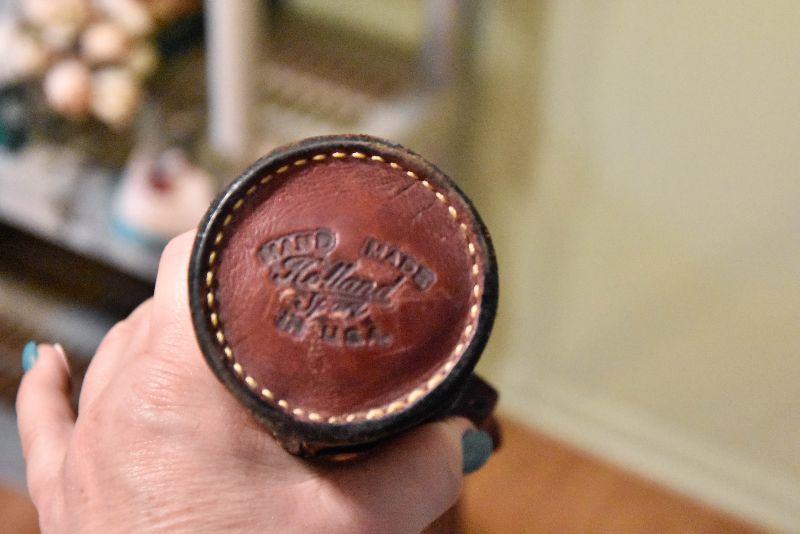 HAND MADE
Holland
Sport
IN U.S.A.